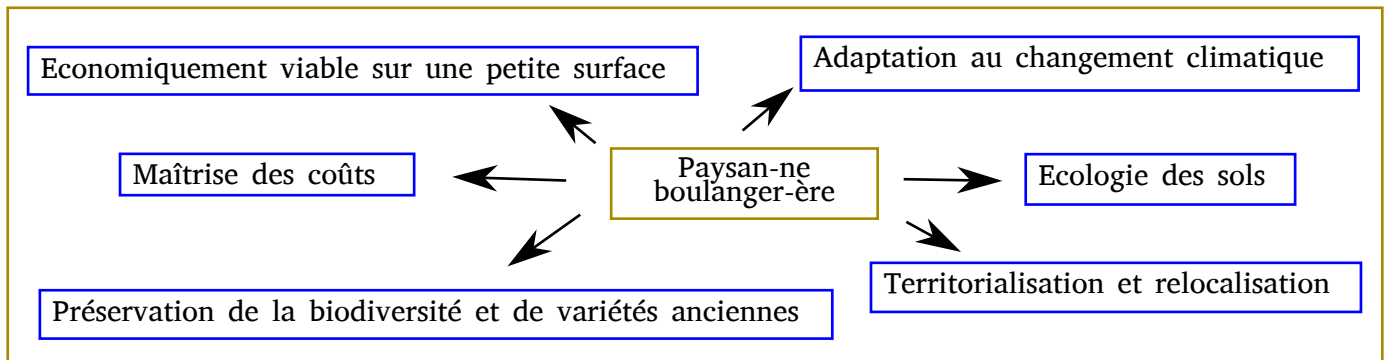 Economiquement viable sur une petite surface
Adaptation au changement climatique
Maîtrise des coûts
Paysan-ne
boulanger-ère
Ecologie des sols
Préservation de la biodiversité et de variétés anciennes
Territorialisation et relocalisation